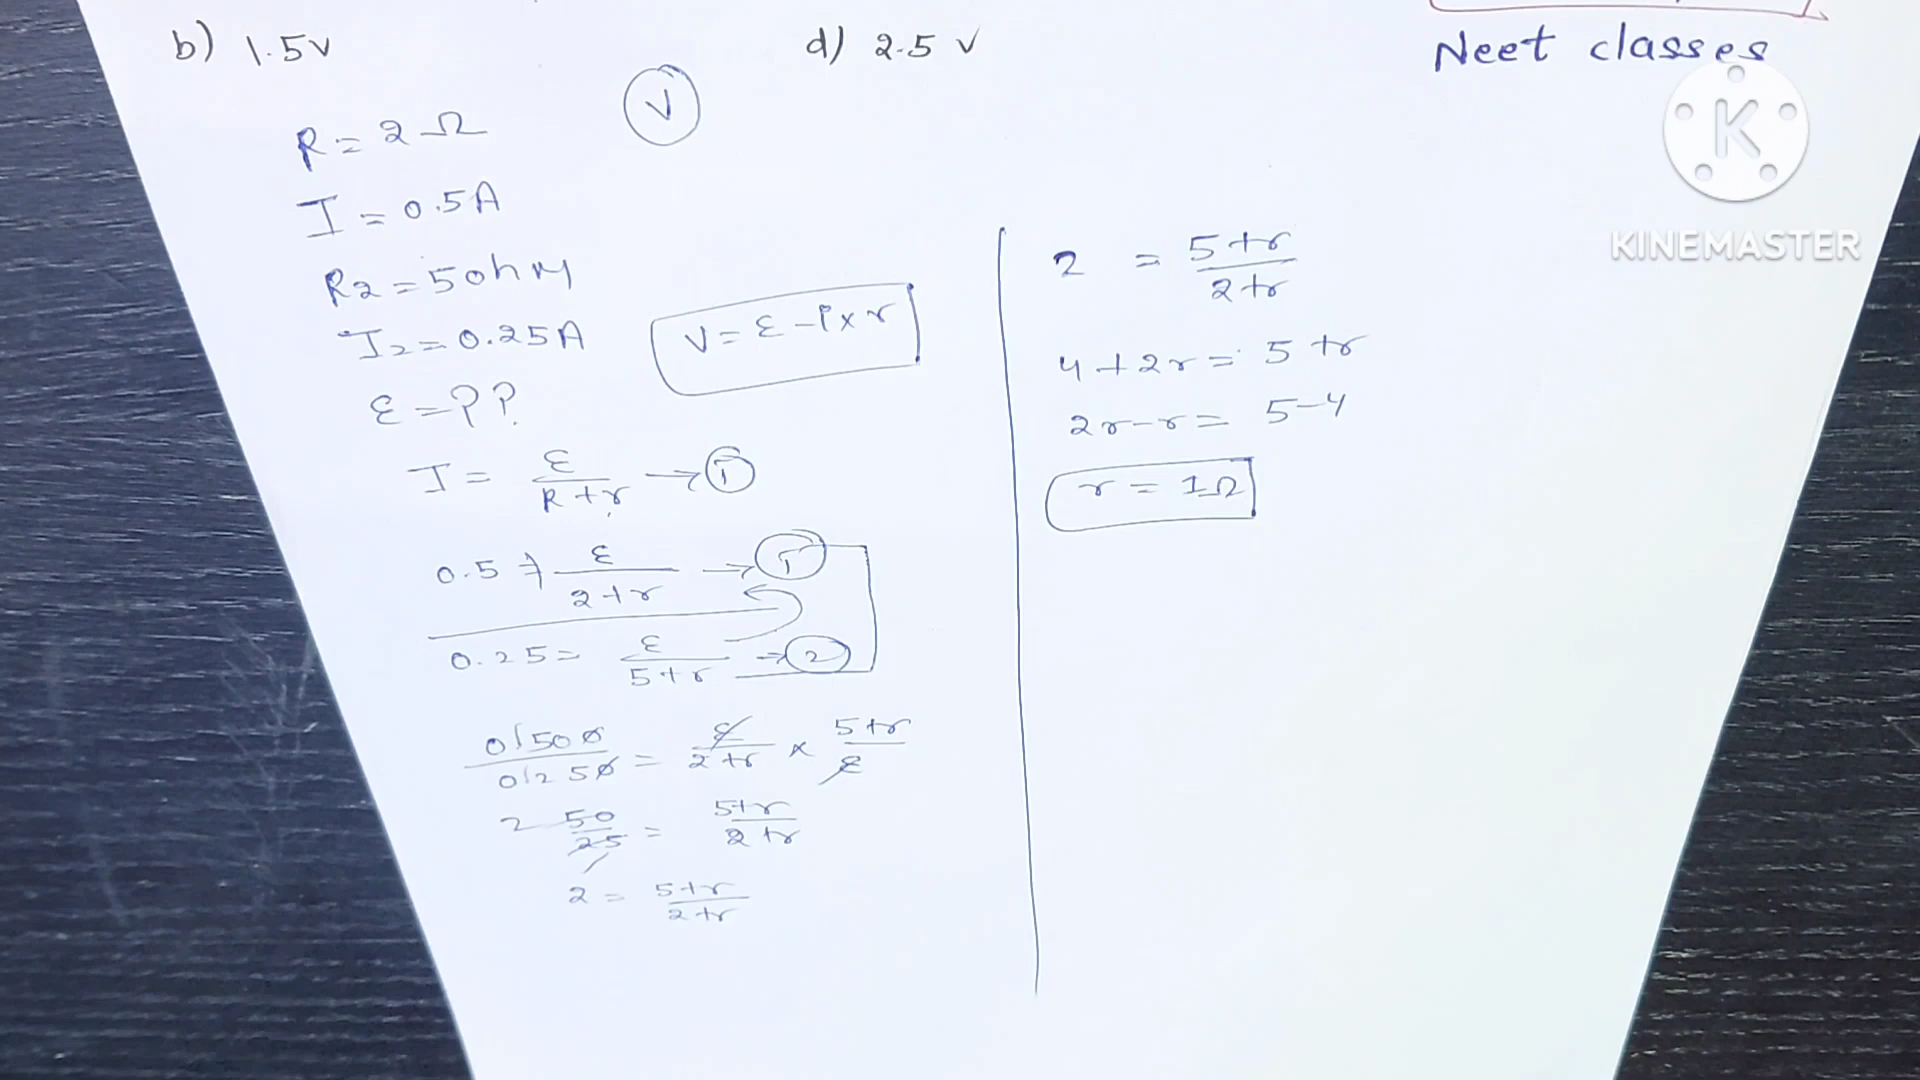 b) 1.5v
d) 2.5 v
Neet classes
KINEMASTER
V
R = 2 Ω
I = 0.5A
R2 = 5ohm
I2 = 0.25A
V = ε - i x r
ε = ??
I = ε / R + r → 1
0.5 = ε / 2 + r → 1
0.25 = ε / 5 + r → 2
0.500 / 0.250 = ε / 2 + r x 5 + r / ε
2 50 / 25 = 5 + r / 2 + r
2 = 5 + r / 2 + r
2 = 5 + r / 2 + r
4 + 2r = 5 + r
2r - r = 5 - 4
r = 1Ω